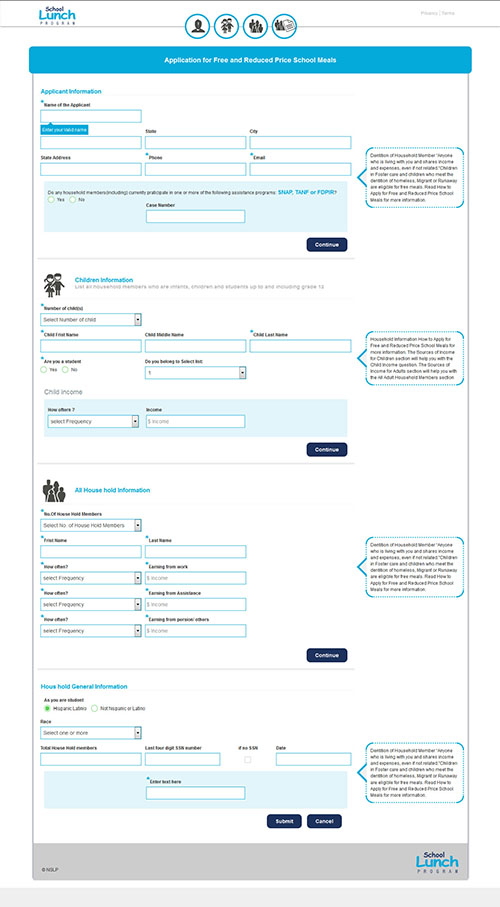 School
Lunch
PROGRAM
Privacy | Terms
Application for Free and Reduced Price School Meals
Applicant Information
*Name of the Applicant
Enter your Valid name
State
City
State Address
*Phone
*Email
Do any household members(including) currently praticipate in one or more of the following assistance programs: SNAP, TANF or FDPIR?
Yes No
Case Number
Continue
Dentition of Household Member "Anyone
who is living with you and shares income
and expenses, even if not related "Children
in Foster care and children who meet the
dentition of homeless, Migrant or Runaway
are eligible for free meals. Read How to
Apply for Free and Reduced Price School
Meals for more information.
Children Information
List all household members who are infants, children and students up to and including grade 12
*Number of child(s)
Select Number of child
*Child Frist Name
Child Middle Name
*Child Last Name
*Are you a student
Do you belong to Select list:
Yes No
1
Child Income
How oftern ?
Income
select Frequency
$ Income
Continue
Household Information How to Apply for
Free and Reduced Price School Meals for
more information. The Sources of Income
for Children section will help you with the
Child Income question. The Sources of
Income for Adults section will help you with
the All Adult Household Members section
All House hold Information
*No.Of House Hold Members
Select No. of House Hold Members
*Frist Name
*Last Name
*How often?
*Earning from work
select Frequency
$ Income
*How often?
*Earning from Assistance
select Frequency
$ Income
*How often?
*Earning from pension/ others
select Frequency
$ Income
Continue
Dentition of Household Member "Anyone
who is living with you and shares income
and expenses, even if not related "Children
in Foster care and children who meet the
dentition of homeless, Migrant or Runaway
are eligible for free meals. Read How to
Apply for Free and Reduced Price School
Meals for more information.
Hous hold General Information
As you are student
Hispanic Latino Not hispanic or Latino
Race
Select one or more
Total House Hold members
Last four digit SSN number
if no SSN
Date
*Enter text here
Submit
Cancel
Dentition of Household Member "Anyone
who is living with you and shares income
and expenses, even if not related "Children
in Foster care and children who meet the
dentition of homeless, Migrant or Runaway
are eligible for free meals. Read How to
Apply for Free and Reduced Price School
Meals for more information.
© NSLP
School
Lunch
PROGRAM